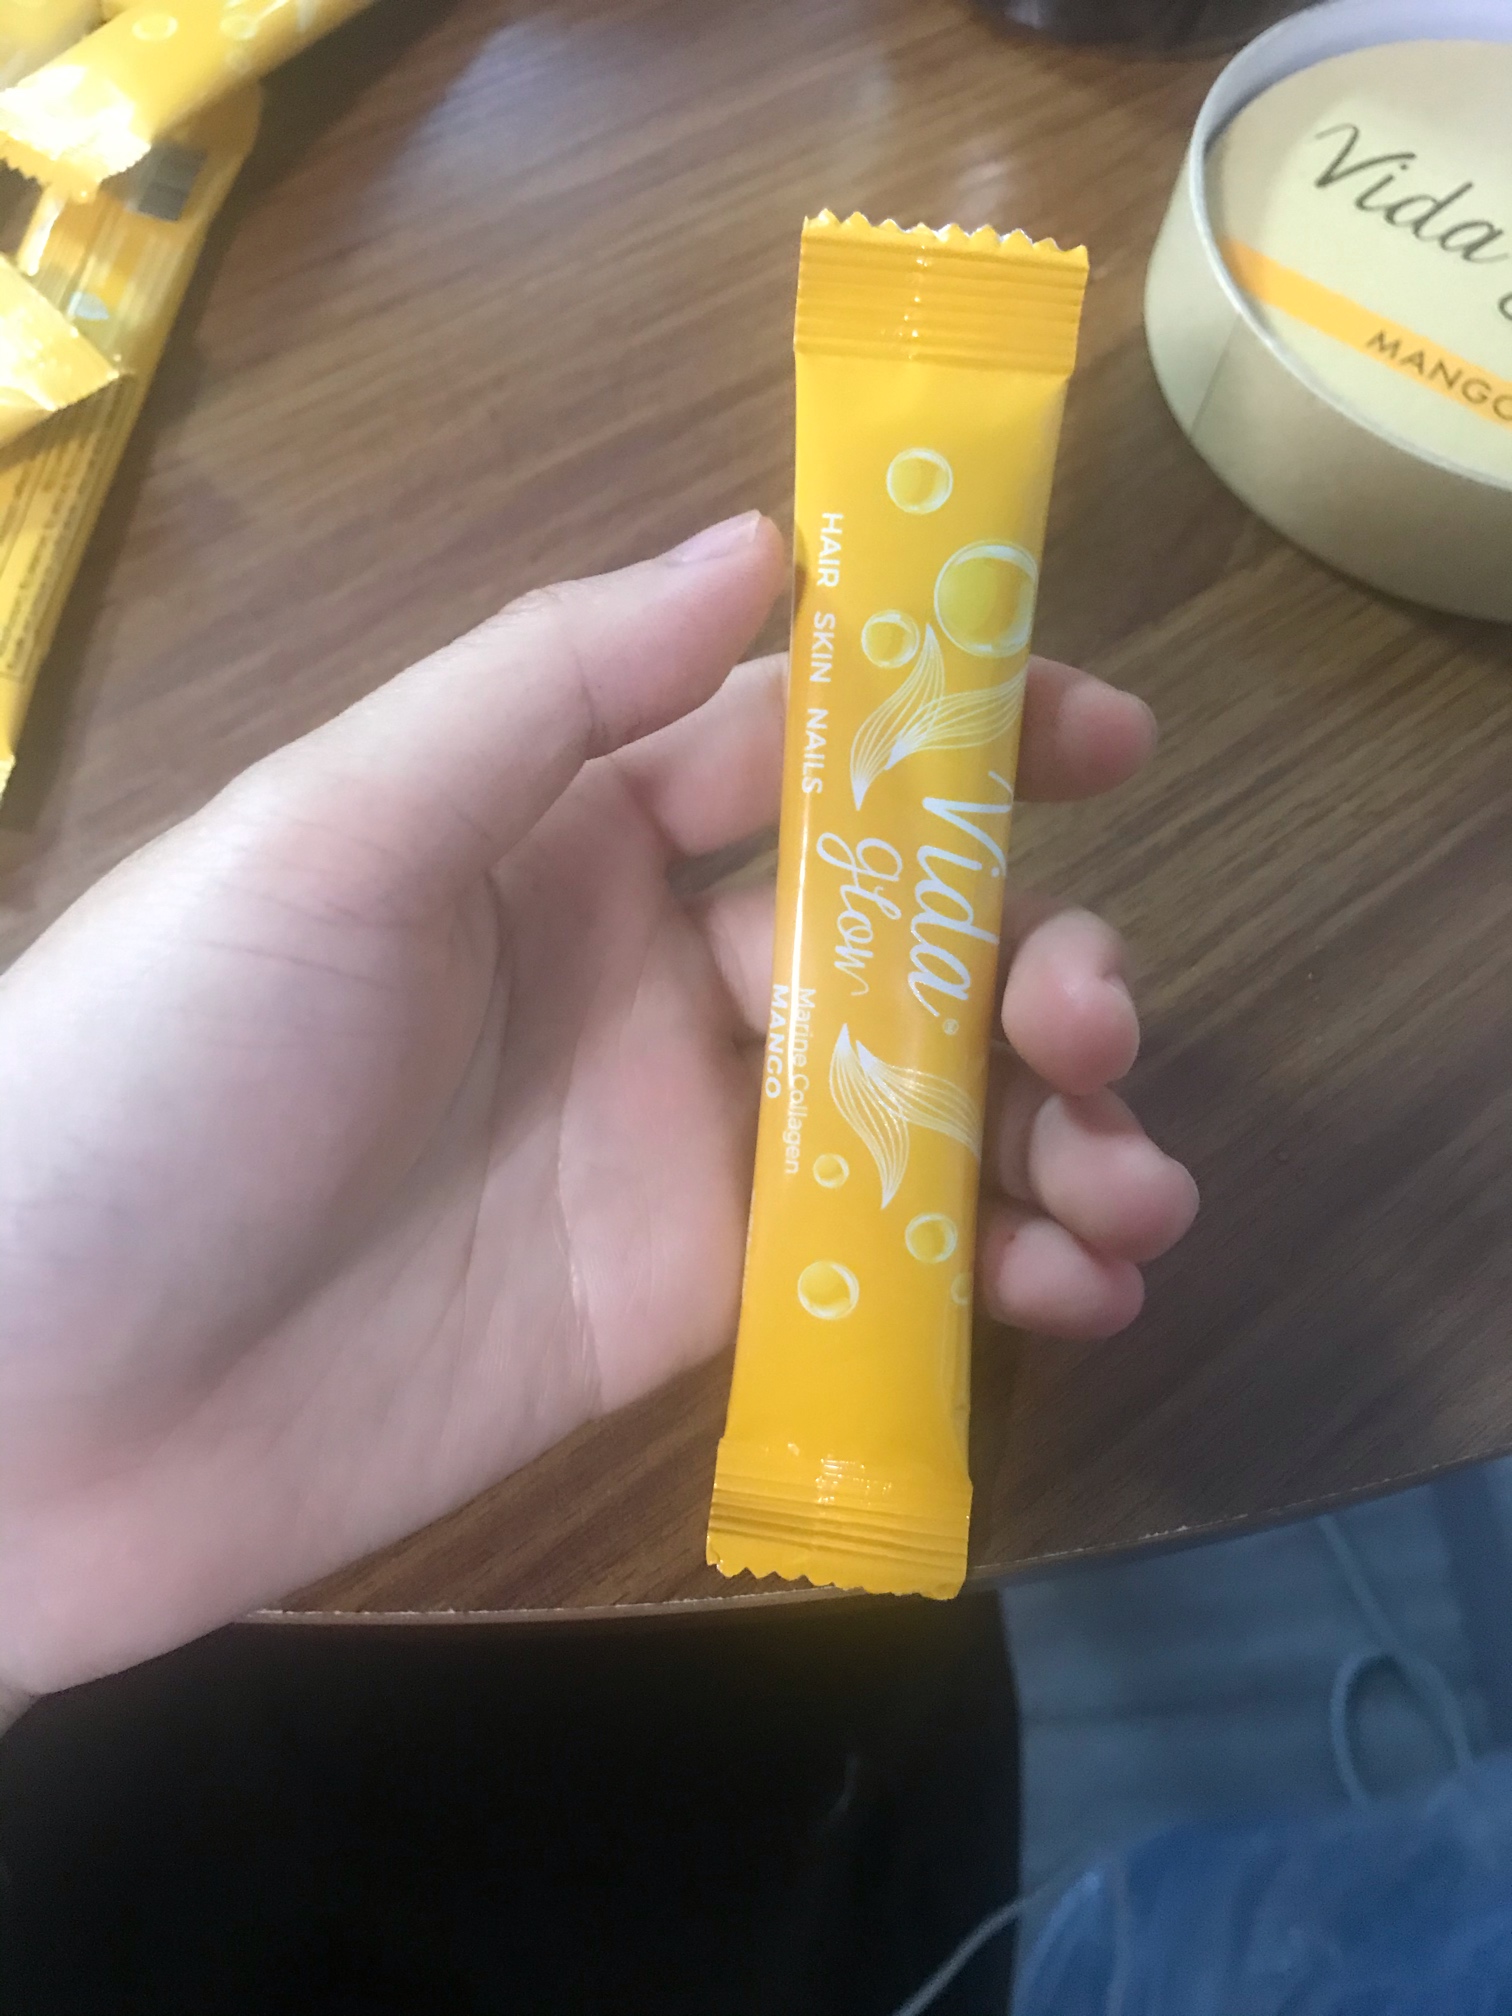 HAIR SKIN NAILS
Vida®
glow
Marine Collagen
MANGO
Vida
MANGO